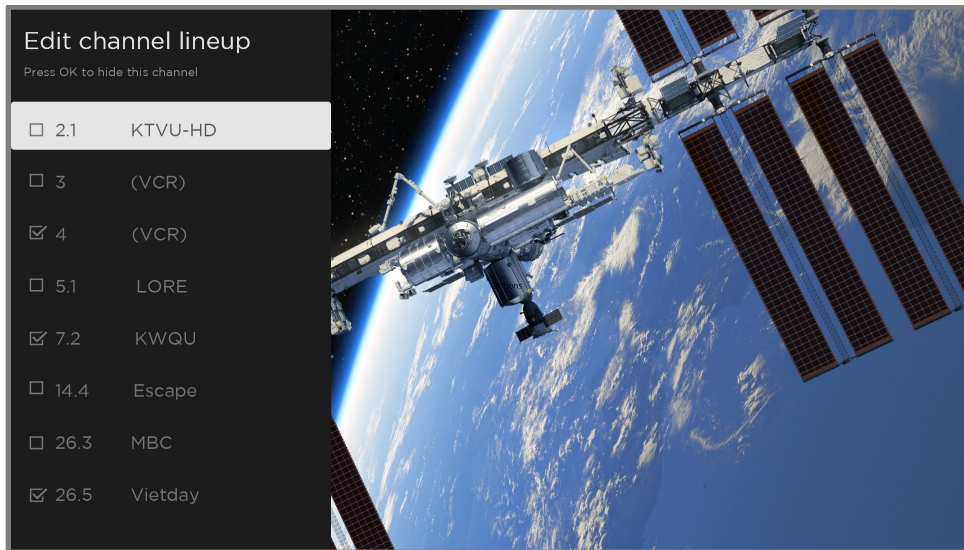 Edit channel lineup
Press OK to hide this channel
2.1 KTVU-HD
3 (VCR)
4 (VCR)
5.1 LORE
7.2 KWQU
14.4 Escape
26.3 MBC
26.5 Vietday